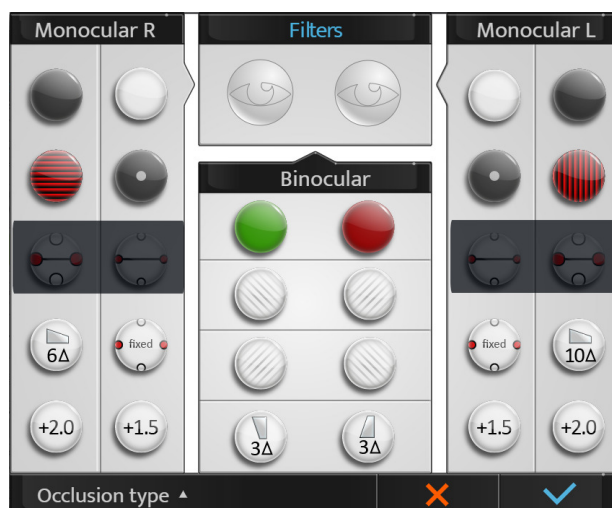 Monocular R
Filters
Monocular L
Binocular
6Δ
fixed
fixed
10Δ
+2.0
+1.5
3Δ
3Δ
+1.5
+2.0
Occlusion type